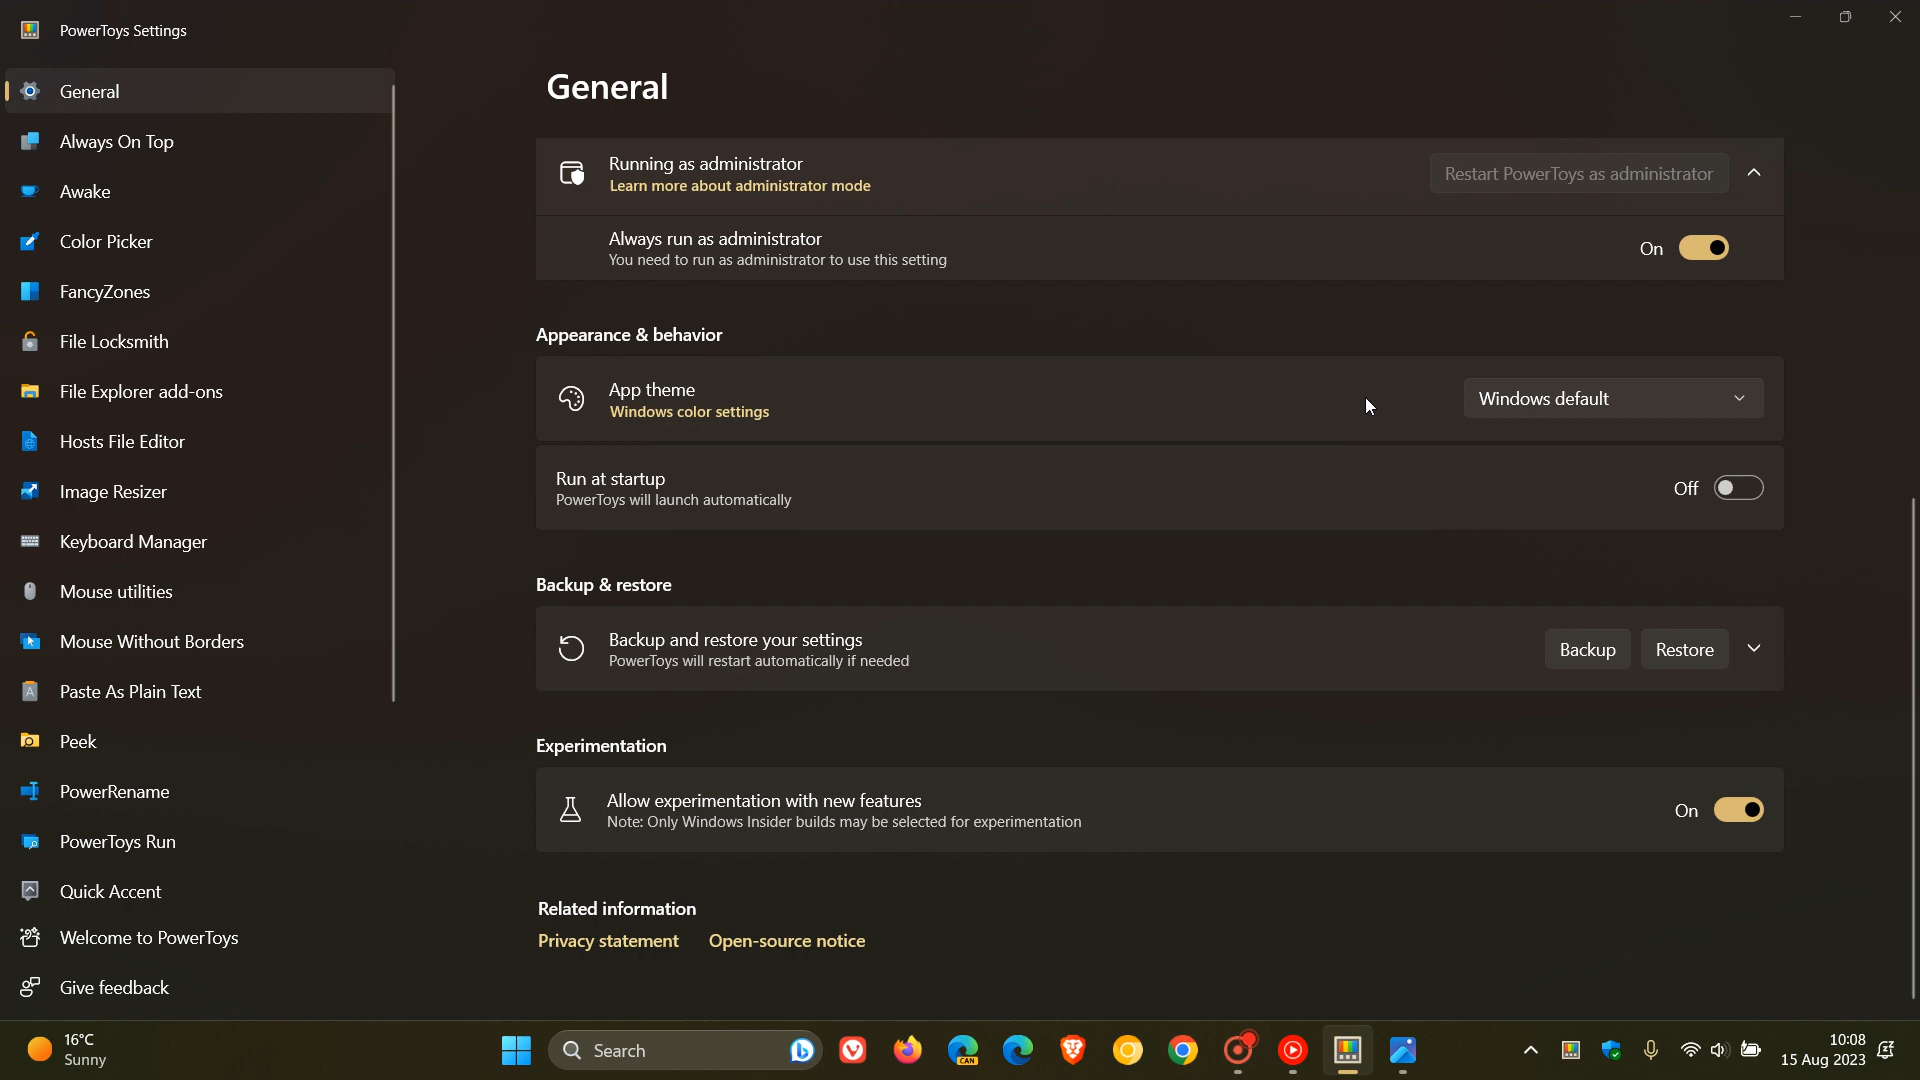 PowerToys Settings
General
Always On Top
Awake
Color Picker
FancyZones
File Locksmith
File Explorer add-ons
Hosts File Editor
Image Resizer
Keyboard Manager
Mouse utilities
Mouse Without Borders
Paste As Plain Text
Peek
PowerRename
PowerToys Run
Quick Accent
Welcome to PowerToys
Give feedback
General
Running as administrator
Learn more about administrator mode
Restart PowerToys as administrator
Always run as administrator
You need to run as administrator to use this setting
On
Appearance & behavior
App theme
Windows color settings
Windows default
Run at startup
PowerToys will launch automatically
Off
Backup & restore
Backup and restore your settings
PowerToys will restart automatically if needed
Backup
Restore
Experimentation
Allow experimentation with new features
Note: Only Windows Insider builds may be selected for experimentation
On
Related information
Privacy statement
Open-source notice
16°C
Sunny
Search
CAN
10:08
15 Aug 2023